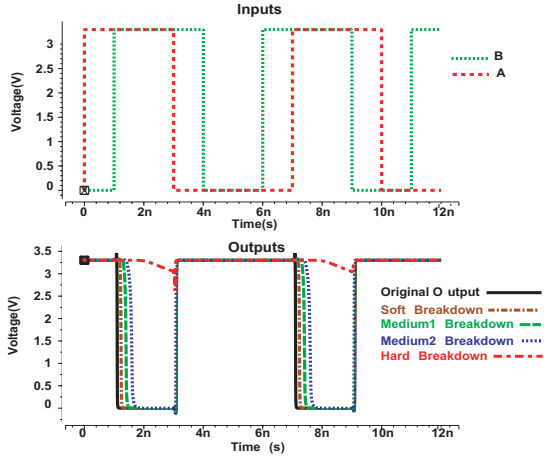 Inputs
Voltage(V)
3
2.5
2
1.5
1
0.5
0
B
A
0 2n 4n 6n 8n 10n 12n
Time(s)
Outputs
Voltage(V)
3.5
3
2.5
2
1.5
1
0.5
0
Original O utput
Soft Breakdown
Medium1 Breakdown
Medium2 Breakdown
Hard Breakdown
0 2n 4n 6n 8n 10n 12n
Time (s)